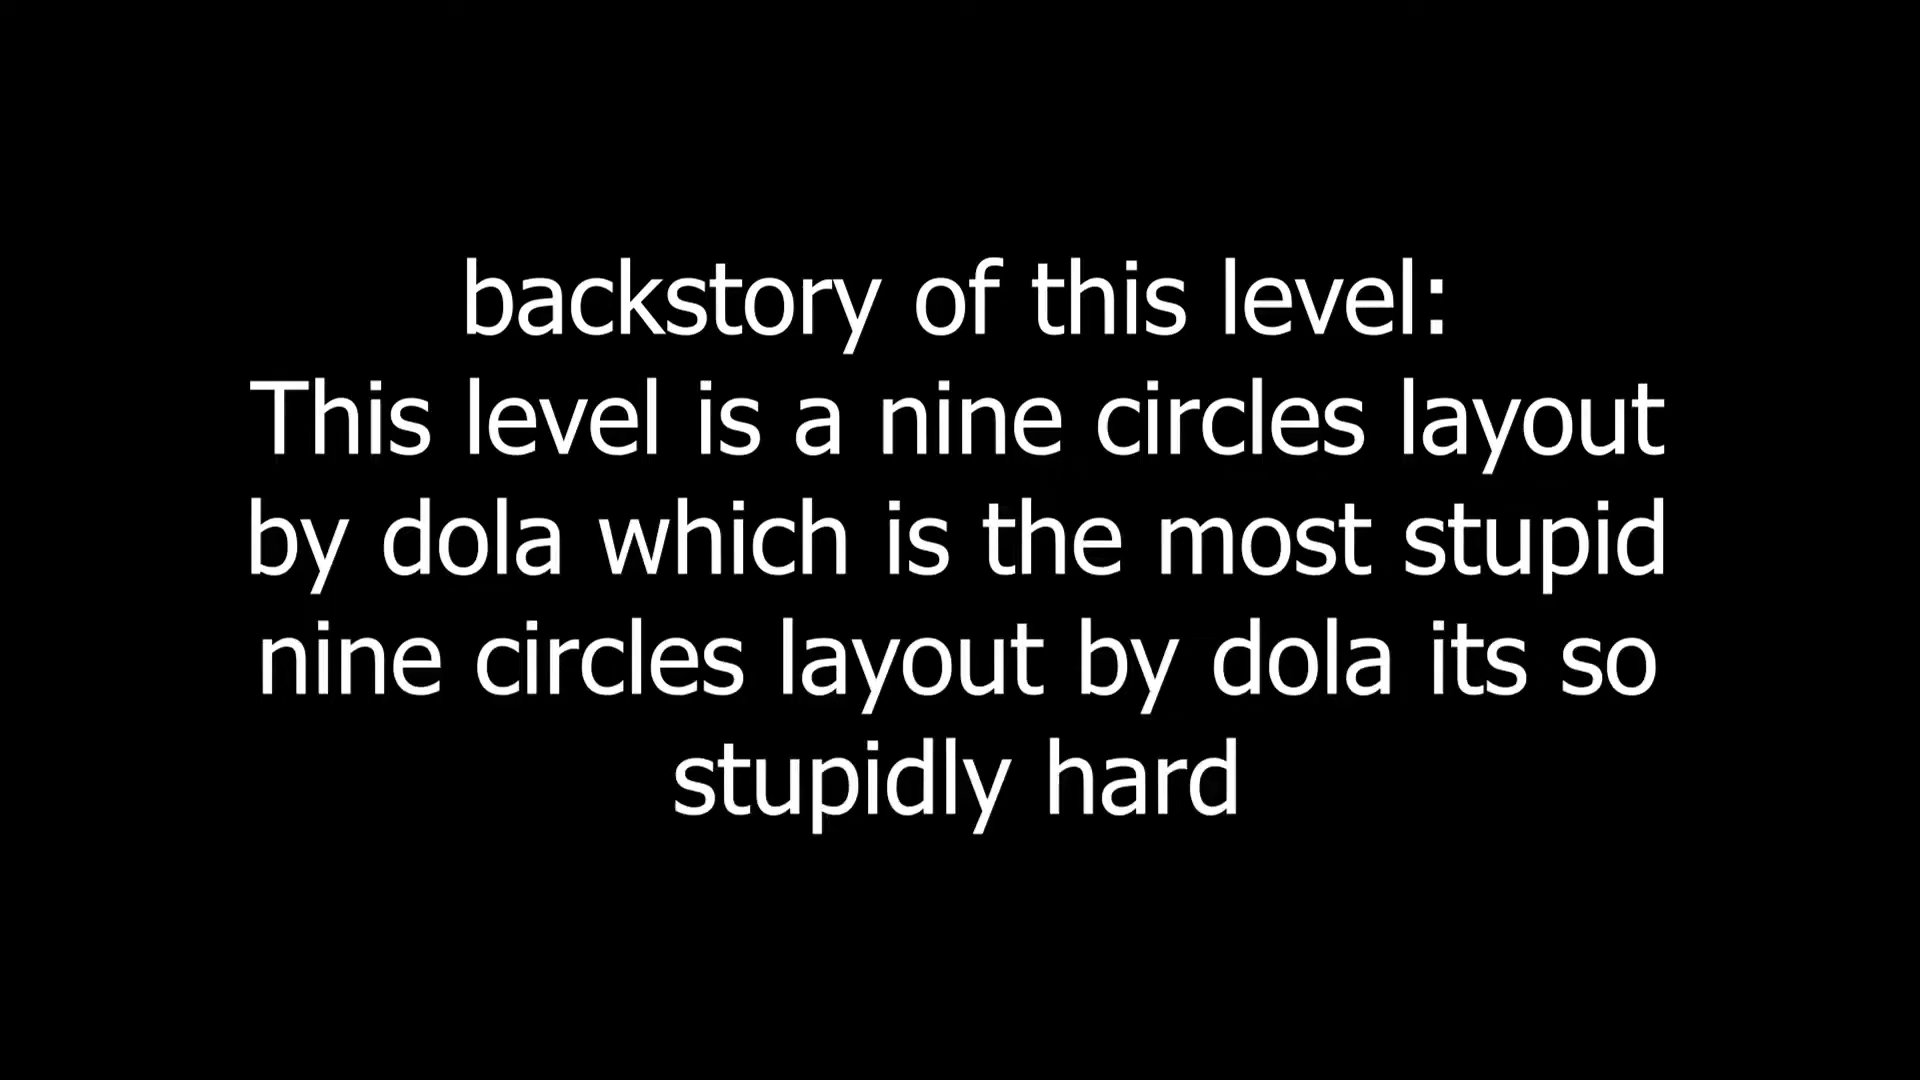 backstory of this level:
This level is a nine circles layout
by dola which is the most stupid
nine circles layout by dola its so
stupidly hard